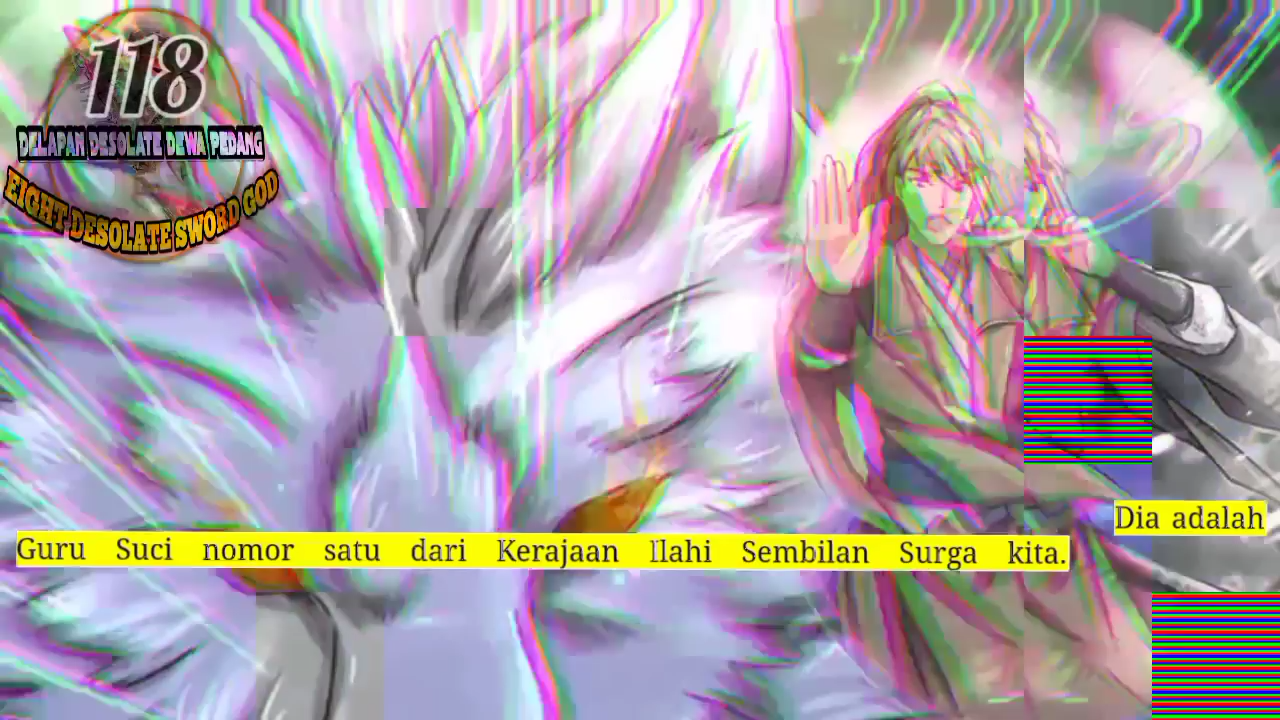 118
DELAPAN DESOLATE DEWA PEDANG
EIGHT DESOLATE SWORD GOD
Dia adalah
Guru Suci nomor satu dari Kerajaan Ilahi Sembilan Surga kita.